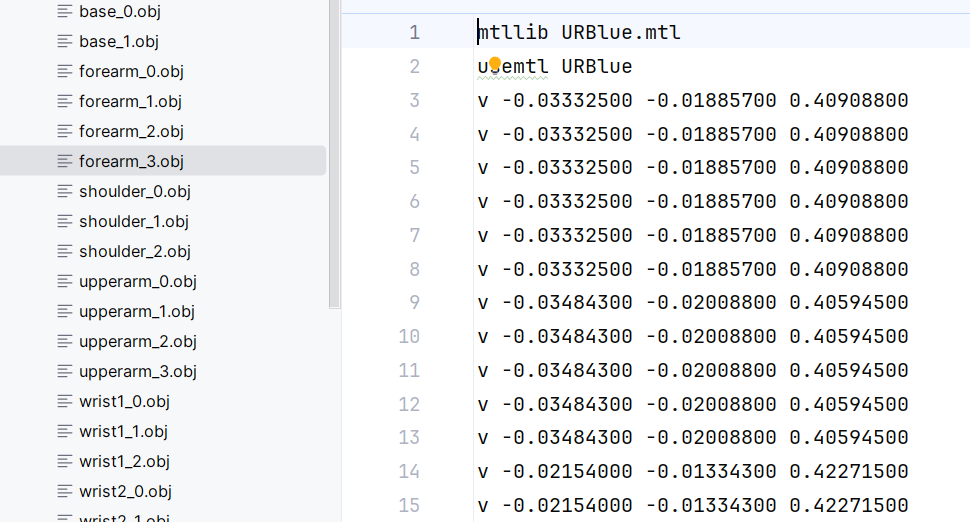 base_0.obj
base_1.obj
forearm_0.obj
forearm_1.obj
forearm_2.obj
forearm_3.obj
shoulder_0.obj
shoulder_1.obj
shoulder_2.obj
upperarm_0.obj
upperarm_1.obj
upperarm_2.obj
upperarm_3.obj
wrist1_0.obj
wrist1_1.obj
wrist1_2.obj
wrist2_0.obj
wrist2_1.obj
1 mtllib URBlue.mtl
2 usemtl URBlue
3 v -0.03332500 -0.01885700 0.40908800
4 v -0.03332500 -0.01885700 0.40908800
5 v -0.03332500 -0.01885700 0.40908800
6 v -0.03332500 -0.01885700 0.40908800
7 v -0.03332500 -0.01885700 0.40908800
8 v -0.03332500 -0.01885700 0.40908800
9 v -0.03484300 -0.02008800 0.40594500
10 v -0.03484300 -0.02008800 0.40594500
11 v -0.03484300 -0.02008800 0.40594500
12 v -0.03484300 -0.02008800 0.40594500
13 v -0.03484300 -0.02008800 0.40594500
14 v -0.02154000 -0.01334300 0.42271500
15 v -0.02154000 -0.01334300 0.42271500